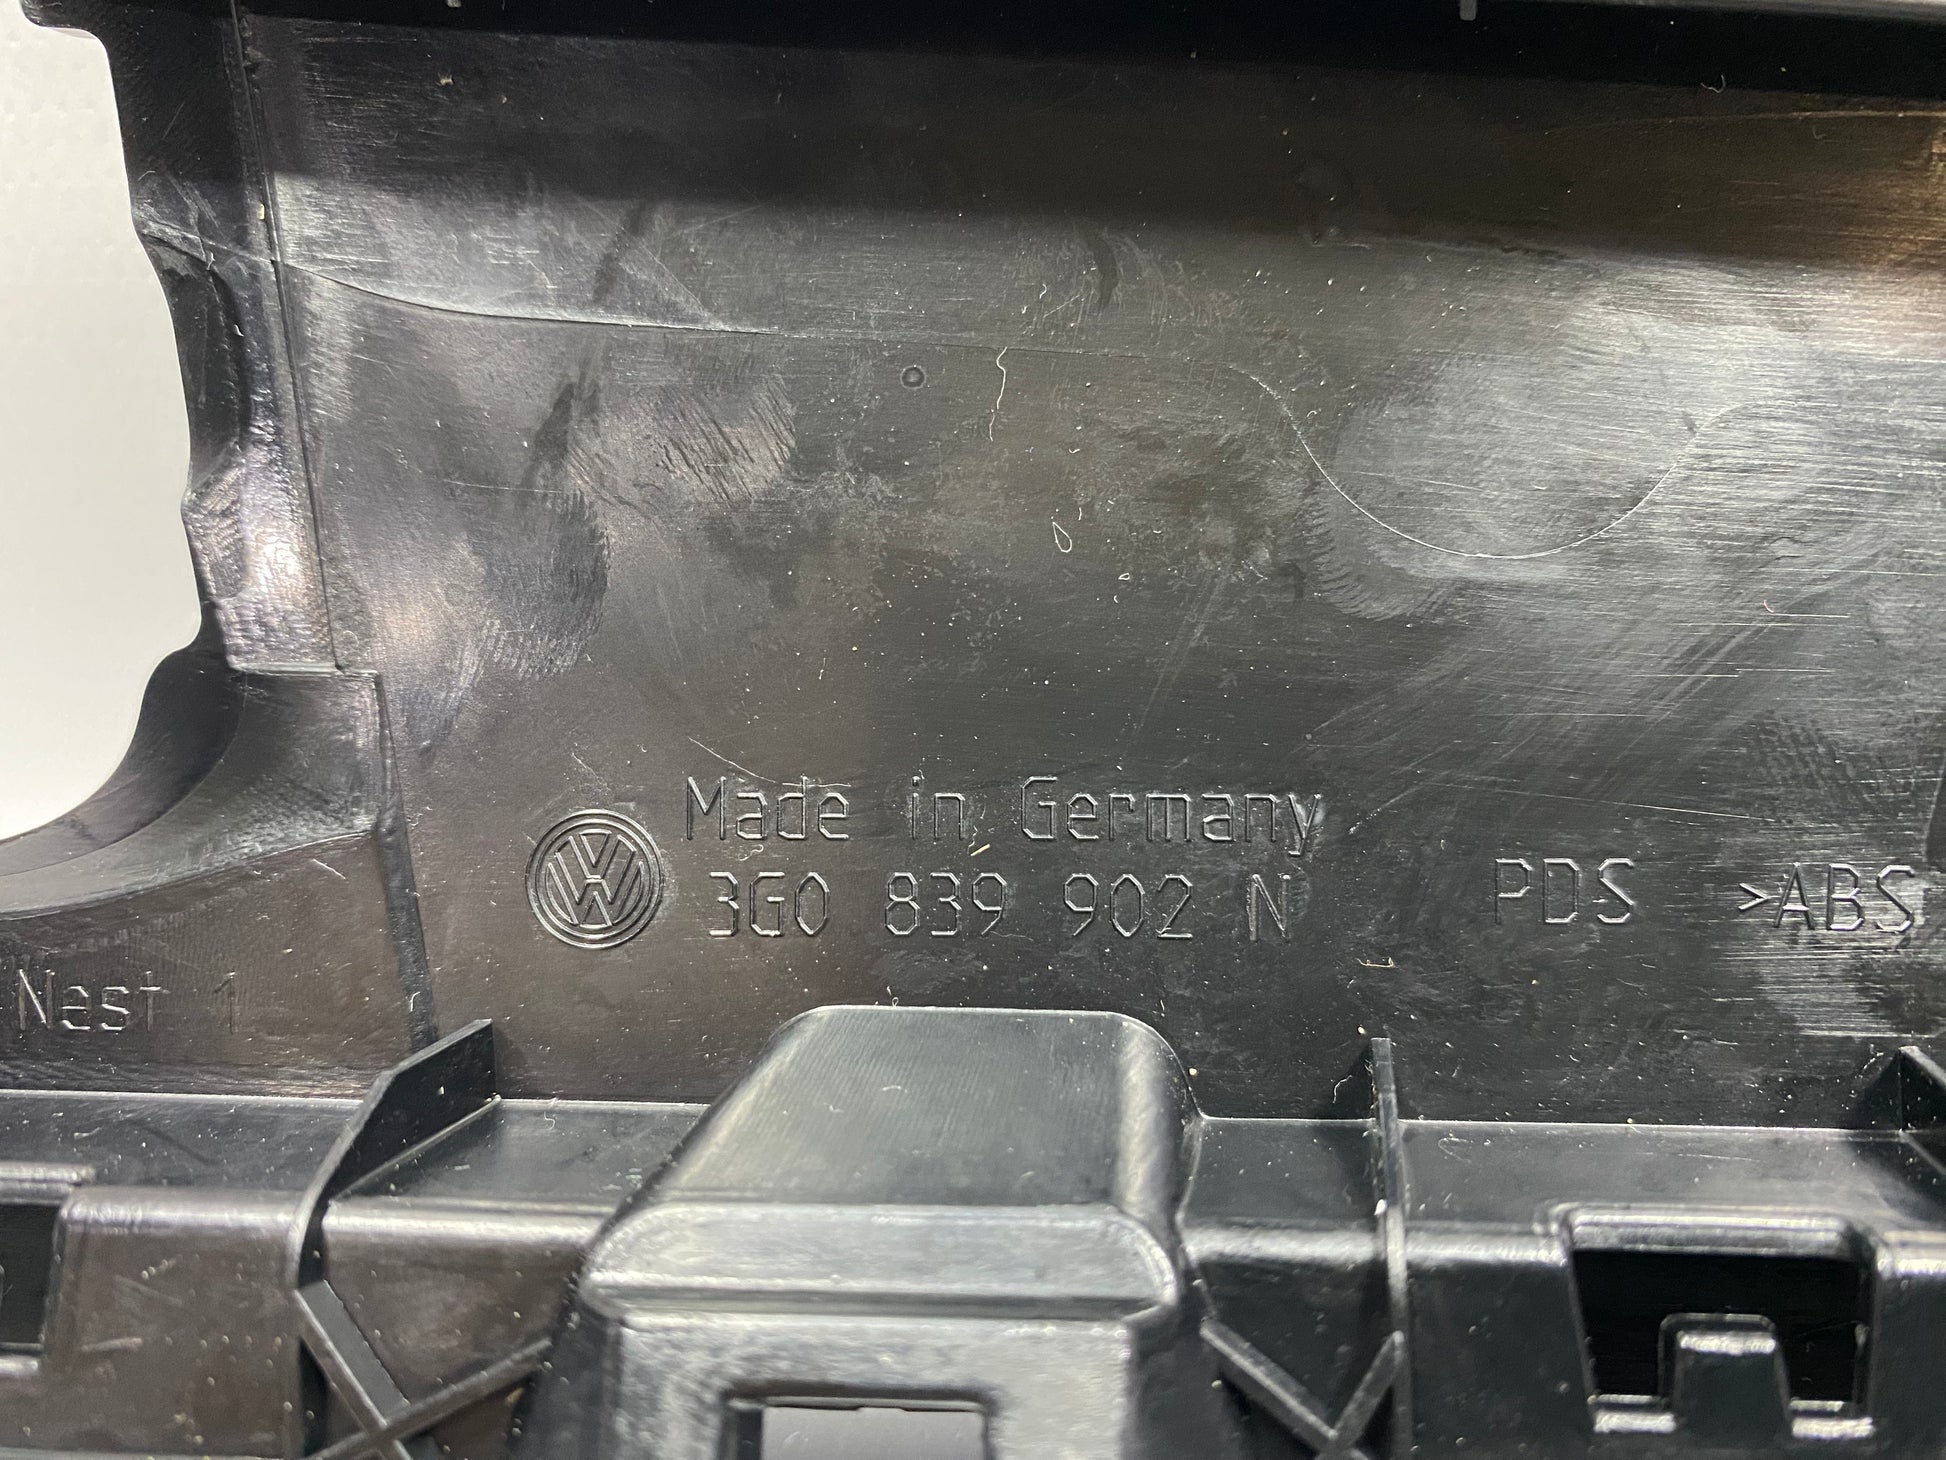 Made in Germany
3G0 839 902 N
PDS >ABS
Nest 1